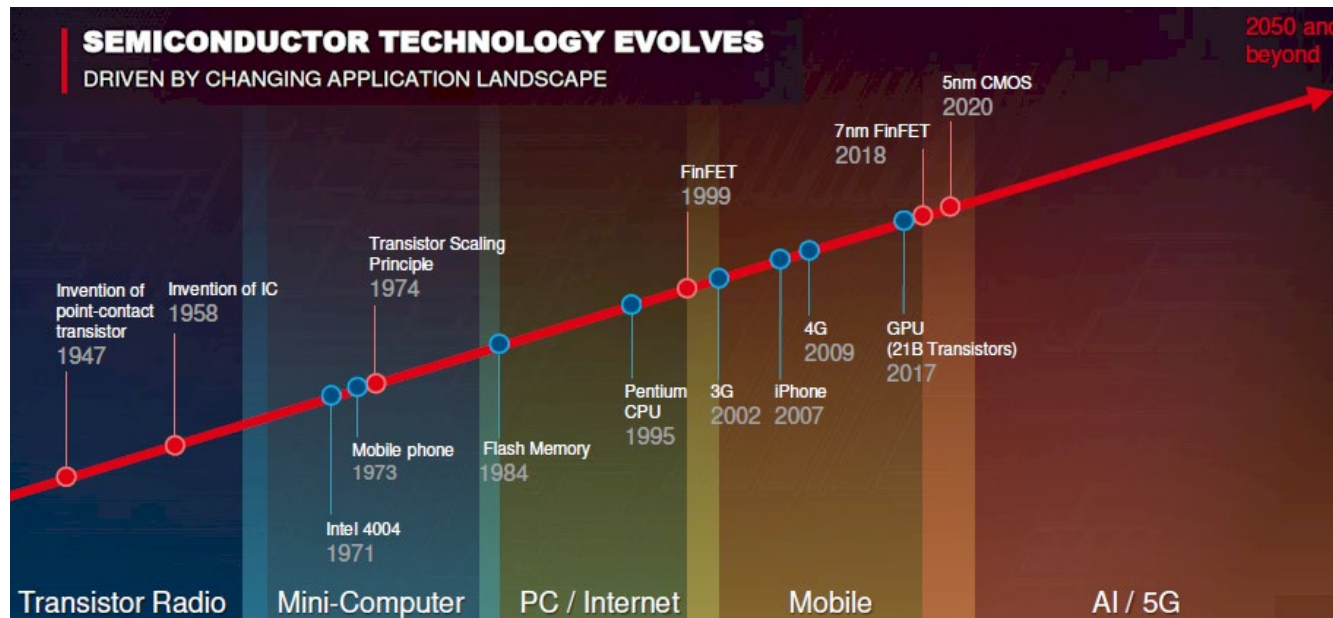 SEMICONDUCTOR TECHNOLOGY EVOLVES
DRIVEN BY CHANGING APPLICATION LANDSCAPE
2050 and
beyond
5nm CMOS
2020
7nm FinFET
2018
FinFET
1999
Transistor Scaling
Principle
1974
Invention of IC
1958
Invention of
point-contact
transistor
1947
Intel 4004
1971
Mobile phone
1973
Flash Memory
1984
Pentium
CPU
1995
3G
2002
iPhone
2007
4G
2009
GPU
(21B Transistors)
2017
Transistor Radio
Mini-Computer
PC / Internet
Mobile
AI / 5G